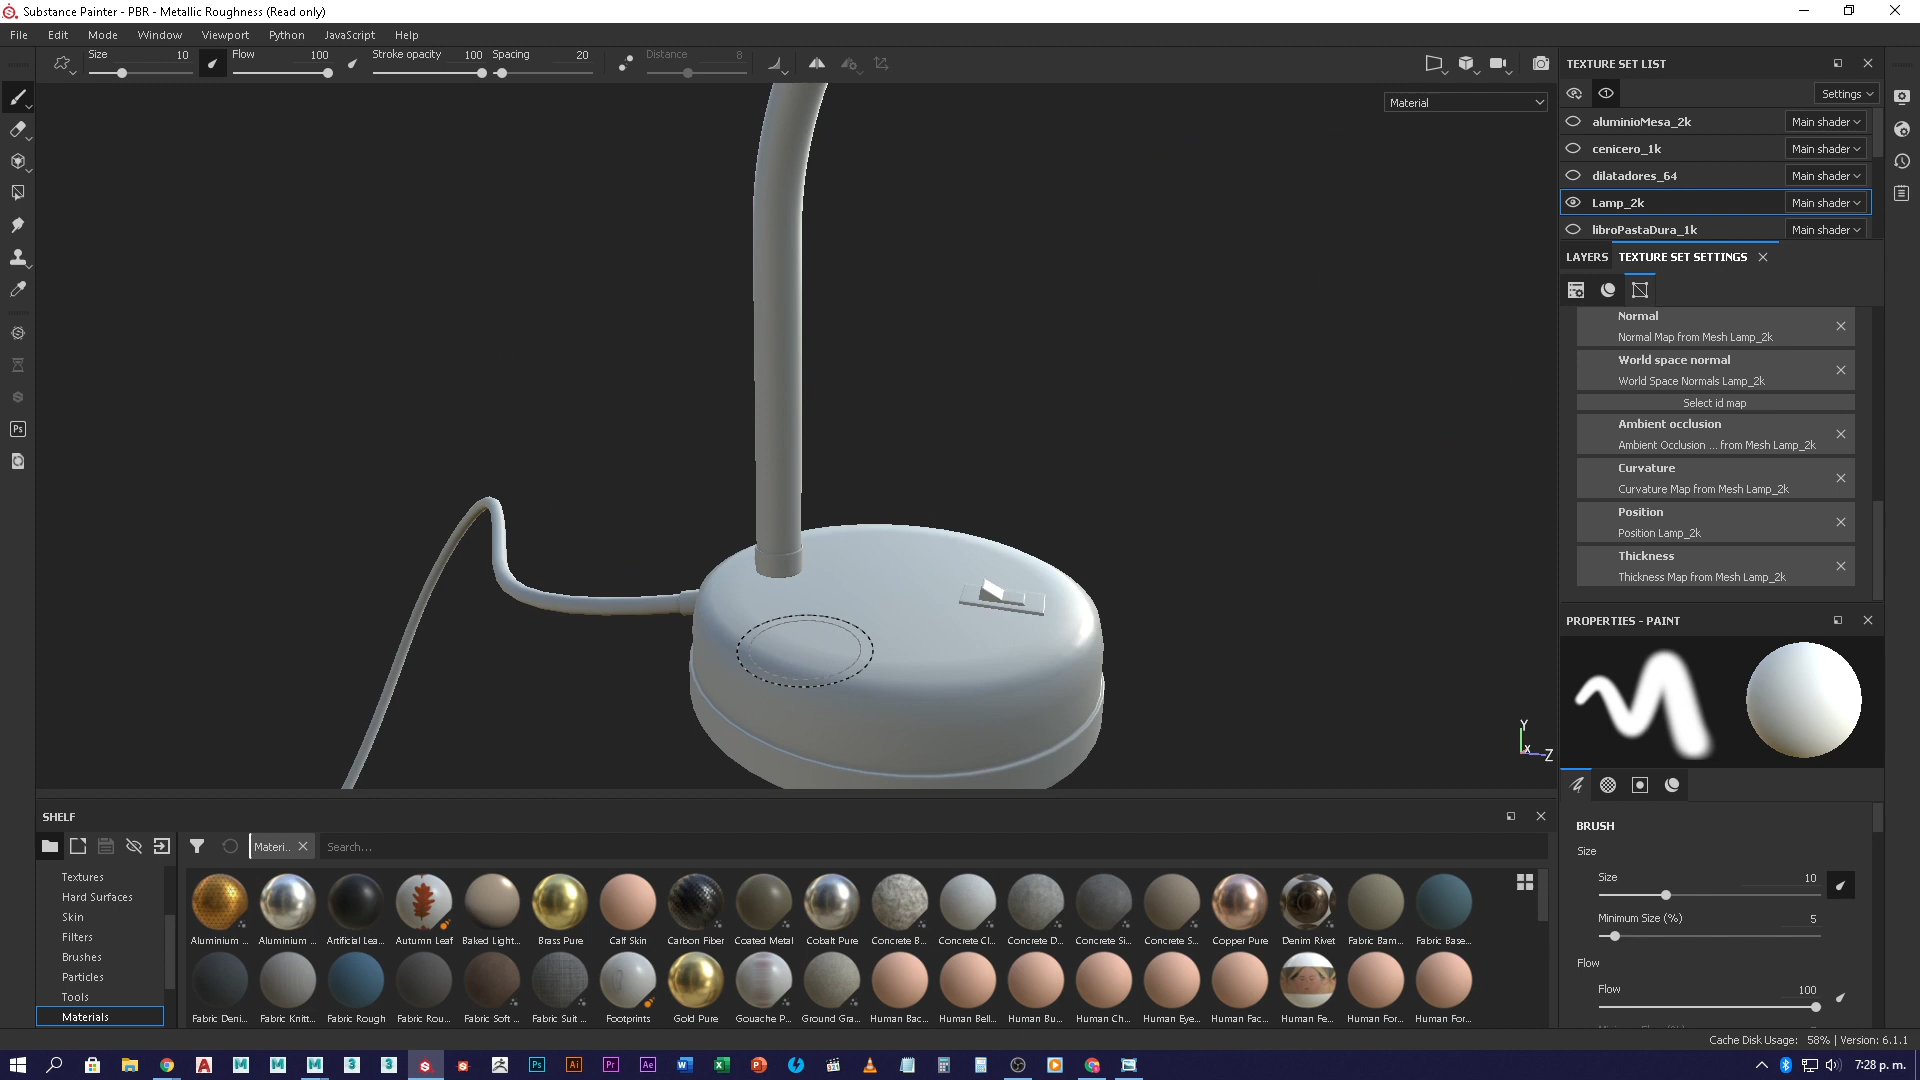 Substance Painter - PBR - Metallic Roughness (Read only)
File Edit Mode Window Viewport Python JavaScript Help
Size 10 Flow 100 Stroke opacity 100 Spacing 20 Distance 8
Material
TEXTURE SET LIST
Settings
aluminioMesa_2k Main shader
cenicero_1k Main shader
dilatadores_64 Main shader
Lamp_2k Main shader
libroPastaDura_1k Main shader
LAYERS TEXTURE SET SETTINGS
Normal
Normal Map from Mesh Lamp_2k
World space normal
World Space Normals Lamp_2k
Select id map
Ambient occlusion
Ambient Occlusion ... from Mesh Lamp_2k
Curvature
Curvature Map from Mesh Lamp_2k
Position
Position Lamp_2k
Thickness
Thickness Map from Mesh Lamp_2k
PROPERTIES - PAINT
BRUSH
Size
Size 10
Minimum Size (%) 5
Flow
Flow 100
Y
X
Z
SHELF
Materi.. Search...
Textures
Hard Surfaces
Skin
Filters
Brushes
Particles
Tools
Materials
Aluminium ... Aluminium ... Artificial Lea... Autumn Leaf Baked Light... Brass Pure Calf Skin Carbon Fiber Coated Metal Cobalt Pure Concrete B... Concrete Cl... Concrete D... Concrete Si... Concrete S... Copper Pure Denim Rivet Fabric Bam... Fabric Base...
Fabric Deni... Fabric Knitt... Fabric Rough Fabric Rou... Fabric Soft ... Fabric Suit ... Footprints Gold Pure Gouache P... Ground Gra... Human Bac... Human Bell... Human Bu... Human Ch... Human Eye... Human Fac... Human Fe... Human For... Human For...
Cache Disk Usage: 58% | Version: 6.1.1
7:28 p. m.